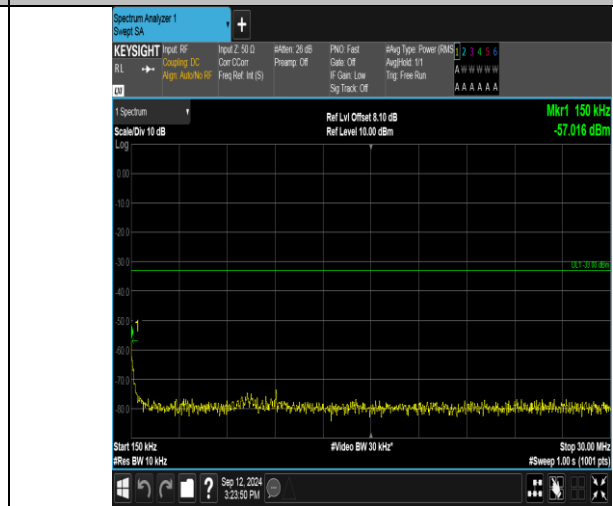 Spectrum Analyzer 1
Swept SA
+
KEYSIGHT Input: RF Input Z: 50 Ω #Atten: 26 dB PNO: Fast #Avg Type: Power (RMS 1 2 3 4 5 6
RL Coupling: DC Corr CCorr Preamp: Off Gate: Off Avg|Hold: 1/1 A W W W W W
Align: Auto/No RF Freq Ref: Int (S) IF Gain: Low Trig: Free Run
Sig Track: Off A A A A A A
LXI
1 Spectrum Ref Lvl Offset 8.10 dB Mkr1 150 kHz
Scale/Div 10 dB Ref Level 10.00 dBm -57.016 dBm
Log
0.00
-10.0
-20.0
-30.0
DL1 -33.00 dBm
-40.0
-50.0
1
-60.0
-70.0
-80.0
Start 150 kHz #Video BW 30 kHz* Stop 30.00 MHz
#Res BW 10 kHz #Sweep 1.00 s (1001 pts)
? Sep 12, 2024
3:23:50 PM